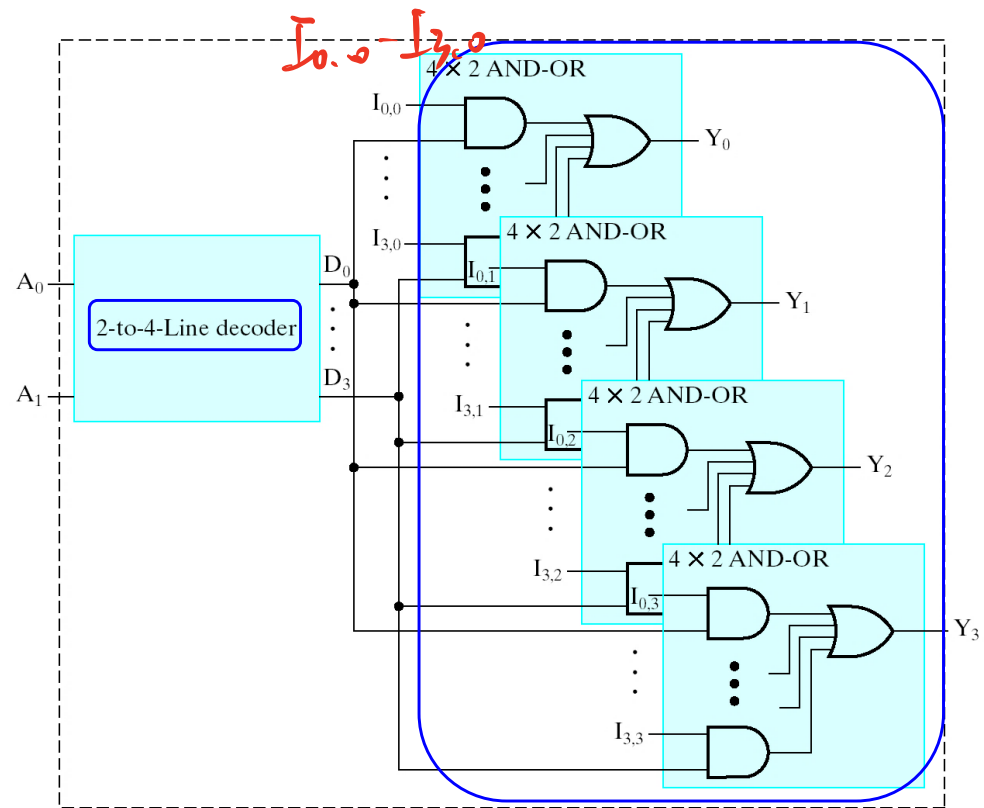 I0.0-I3.0
4 × 2 AND-OR
I0,0
Y0
I3,0
4 × 2 AND-OR
I0,1
Y1
A0
D0
2-to-4-Line decoder
D3
A1
I3,1
4 × 2 AND-OR
I0,2
Y2
I3,2
4 × 2 AND-OR
I0,3
Y3
I3,3